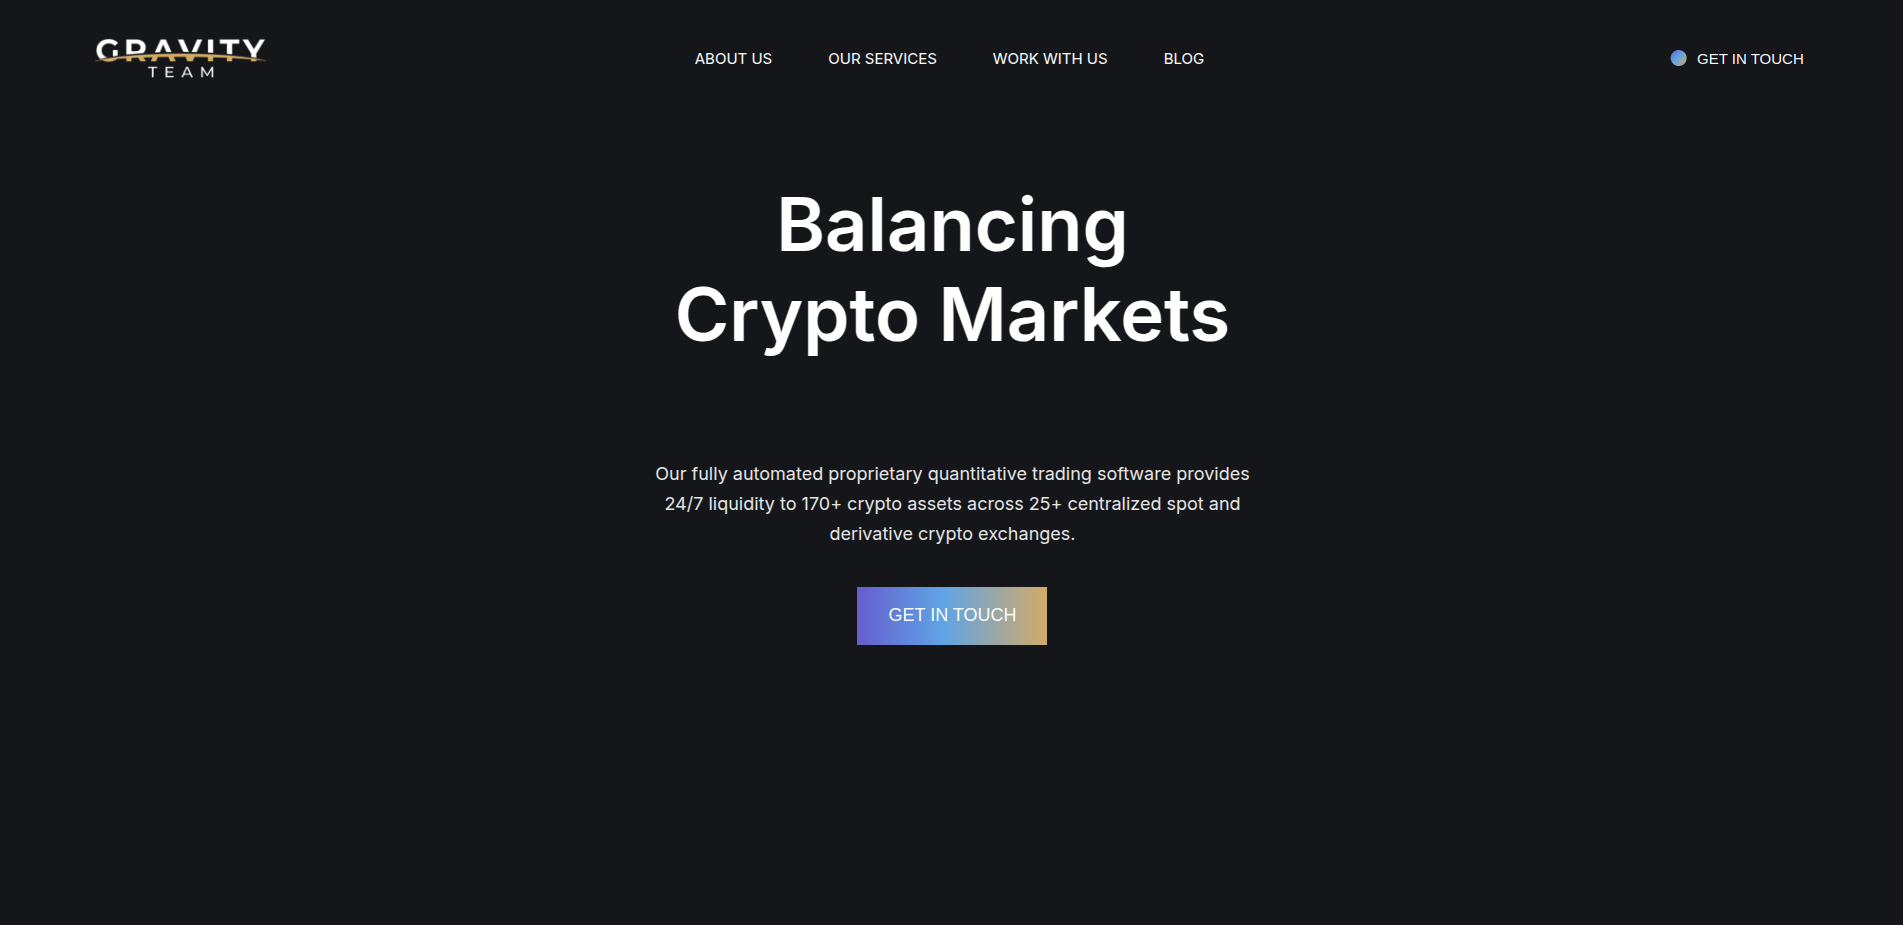 GRAVITY
TEAM
ABOUT US
OUR SERVICES
WORK WITH US
BLOG
GET IN TOUCH
Balancing
Crypto Markets
Our fully automated proprietary quantitative trading software provides
24/7 liquidity to 170+ crypto assets across 25+ centralized spot and
derivative crypto exchanges.
GET IN TOUCH